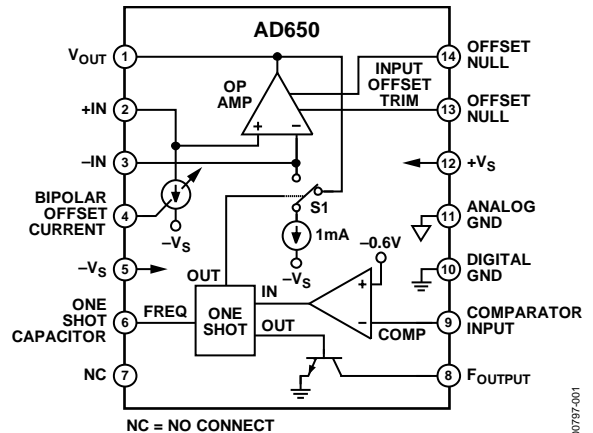 AD650
VOUT 1
+IN 2
–IN 3
BIPOLAR
OFFSET
CURRENT
4
–VS 5
ONE
SHOT
CAPACITOR
6
NC 7
14 OFFSET
NULL
13 OFFSET
NULL
12 +VS
11 ANALOG
GND
10 DIGITAL
GND
9 COMPARATOR
INPUT
8 FOUTPUT
OP
AMP
+ –
INPUT
OFFSET
TRIM
S1
1mA
–VS
–VS
–0.6V
+
–
COMP
OUT
FREQ
ONE
SHOT
IN
OUT
NC = NO CONNECT
00797-001